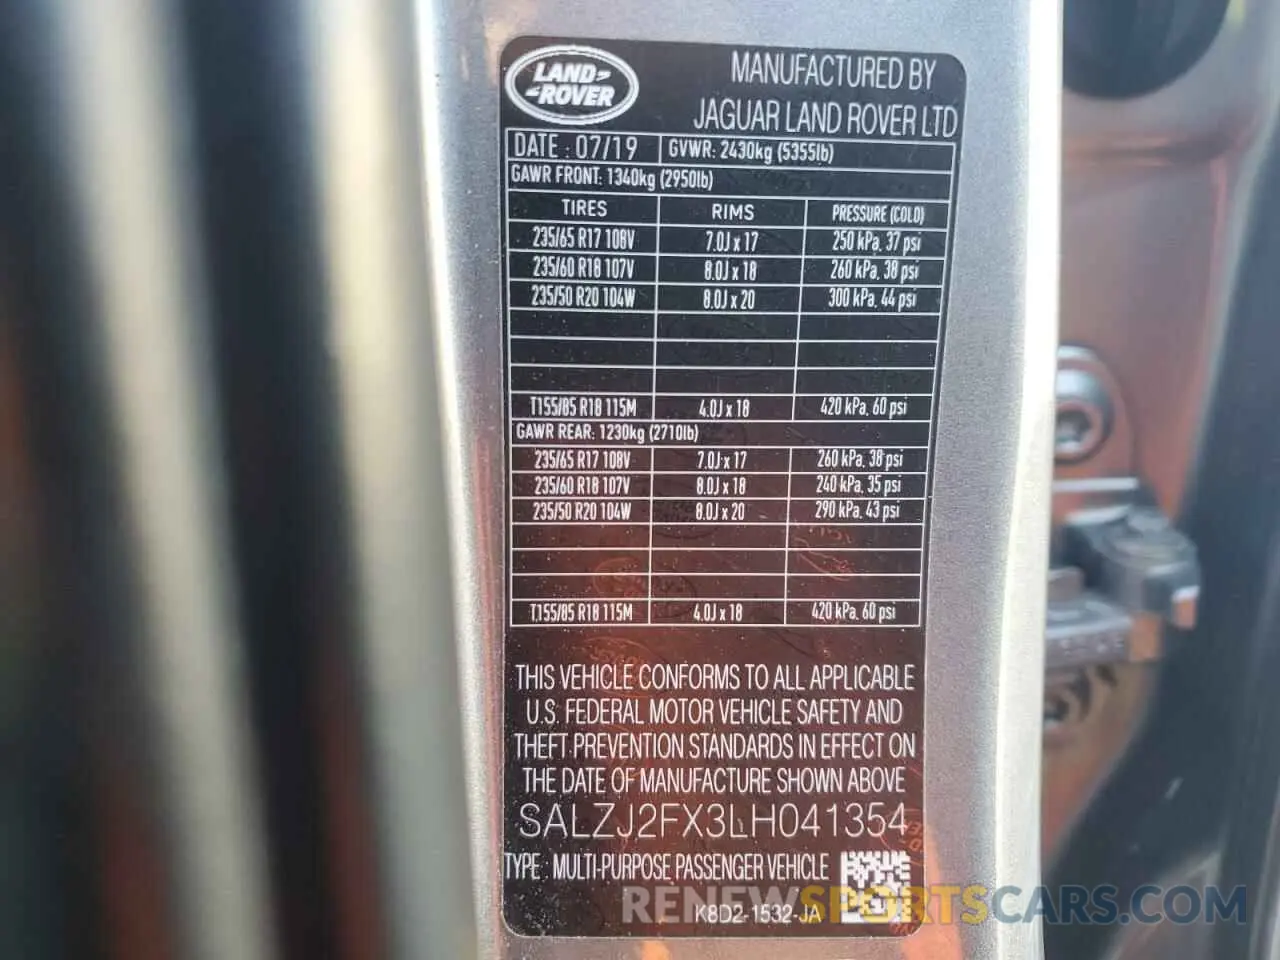 LAND ROVER
MANUFACTURED BY
JAGUAR LAND ROVER LTD
DATE : 07/19 GVWR: 2430kg (5355lb)
GAWR FRONT: 1340kg (2950lb)
TIRES RIMS PRESSURE (COLD)
235/65 R17 108V 7.0J x 17 250 kPa, 37 psi
235/60 R18 107V 8.0J x 18 260 kPa, 38 psi
235/50 R20 104W 8.0J x 20 300 kPa, 44 psi
T155/85 R18 115M 4.0J x 18 420 kPa, 60 psi
GAWR REAR: 1230kg (2710lb)
235/65 R17 108V 7.0J x 17 260 kPa, 38 psi
235/60 R18 107V 8.0J x 18 240 kPa, 35 psi
235/50 R20 104W 8.0J x 20 290 kPa, 43 psi
T155/85 R18 115M 4.0J x 18 420 kPa, 60 psi
THIS VEHICLE CONFORMS TO ALL APPLICABLE
U.S. FEDERAL MOTOR VEHICLE SAFETY AND
THEFT PREVENTION STANDARDS IN EFFECT ON
THE DATE OF MANUFACTURE SHOWN ABOVE
SALZJ2FX3LH041354
TYPE : MULTI-PURPOSE PASSENGER VEHICLE
K8D2-1532-JA
RENEWSPORTSCARS.COM